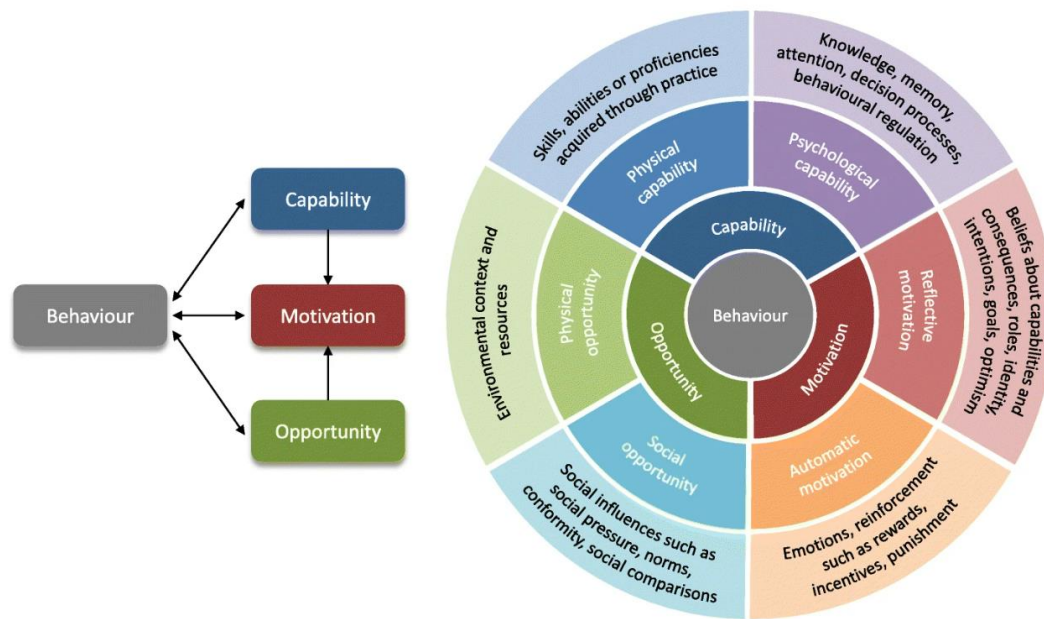 Capability
Behaviour
Motivation
Opportunity
Skills, abilities or proficiencies
acquired through practice
Knowledge, memory,
attention, decision processes,
behavioural regulation
Physical
capability
Psychological
capability
Capability
Environmental context and
resources
Physical
opportunity
Opportunity
Behaviour
Motivation
Reflective
motivation
Beliefs about capabilities and
consequences, roles, identity,
intentions, goals, optimism
Social
opportunity
Automatic
motivation
Social influences such as
social pressure, norms,
conformity, social comparisons
Emotions, reinforcement
such as rewards,
incentives, punishment